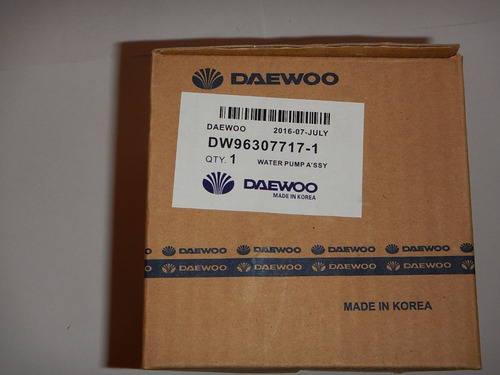 DAEWOO
DAEWOO 2016-07-JULY
DW96307717-1
QTY. 1 WATER PUMP A'SSY
DAEWOO
MADE IN KOREA
DAEWOO DAEWOO DAEWOO DAEWOO
DAEWOO DAEWOO DAEWOO DAEWOO
MADE IN KOREA